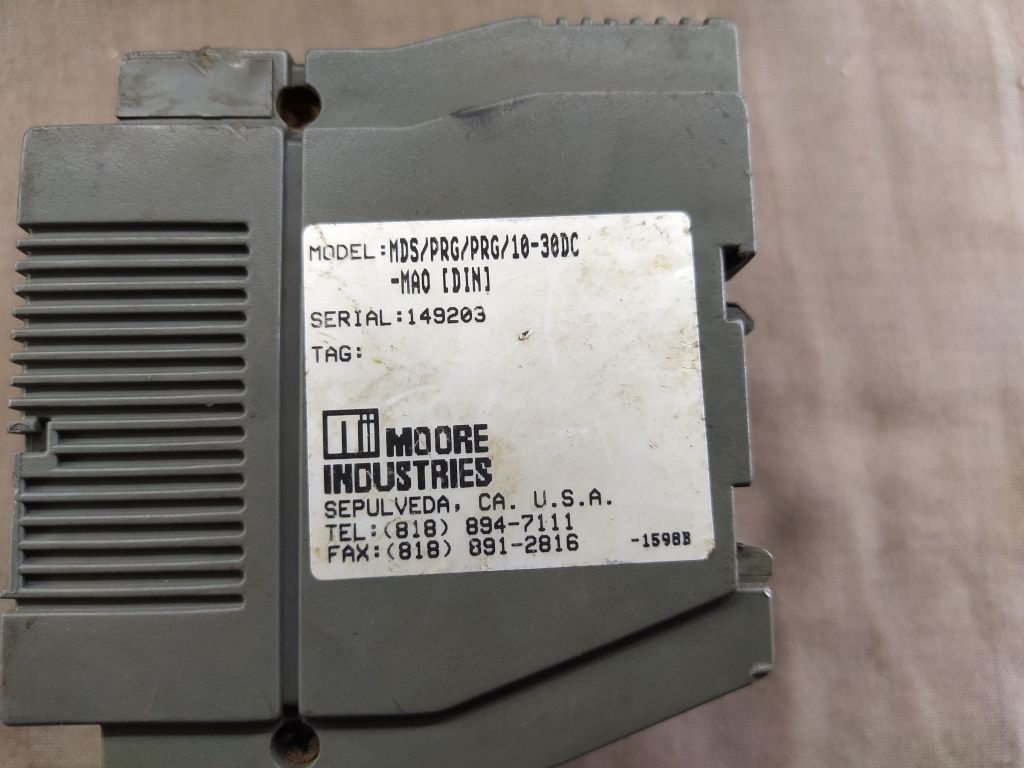 MODEL:MDS/PRG/PRG/10-30DC
-MAO [DIN]
SERIAL:149203
TAG:
MOORE
INDUSTRIES
SEPULVEDA, CA. U.S.A.
TEL:(818) 894-7111
FAX:(818) 891-2816 -1598B